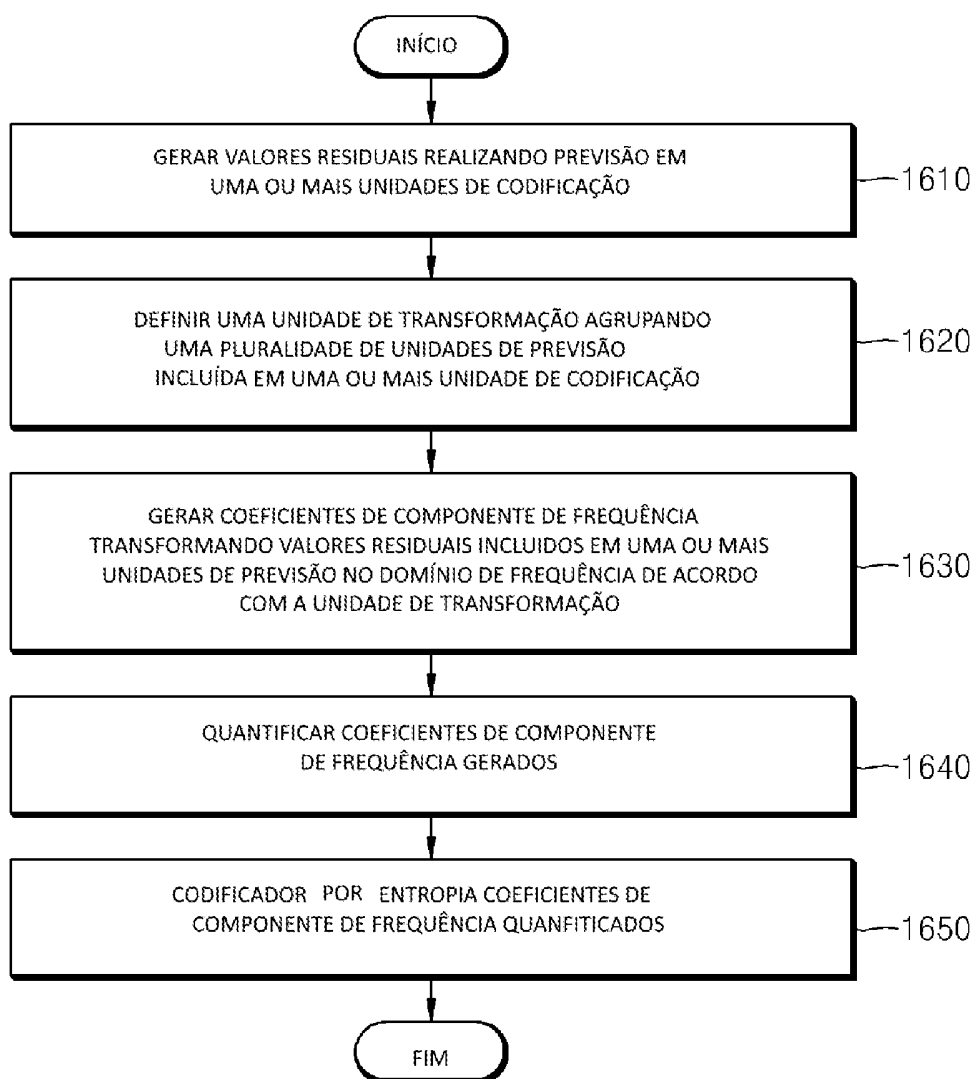 INÍCIO
GERAR VALORES RESIDUAIS REALIZANDO PREVISÃO EM
UMA OU MAIS UNIDADES DE CODIFICAÇÃO
1610
DEFINIR UMA UNIDADE DE TRANSFORMAÇÃO AGRUPANDO
UMA PLURALIDADE DE UNIDADES DE PREVISÃO
INCLUÍDA EM UMA OU MAIS UNIDADE DE CODIFICAÇÃO
1620
GERAR COEFICIENTES DE COMPONENTE DE FREQUÊNCIA
TRANSFORMANDO VALORES RESIDUAIS INCLUIDOS EM UMA OU MAIS
UNIDADES DE PREVISÃO NO DOMÍNIO DE FREQUÊNCIA DE ACORDO
COM A UNIDADE DE TRANSFORMAÇÃO
1630
QUANTIFICAR COEFICIENTES DE COMPONENTE
DE FREQUÊNCIA GERADOS
1640
CODIFICADOR POR ENTROPIA COEFICIENTES DE
COMPONENTE DE FREQUÊNCIA QUANFITICADOS
1650
FIM